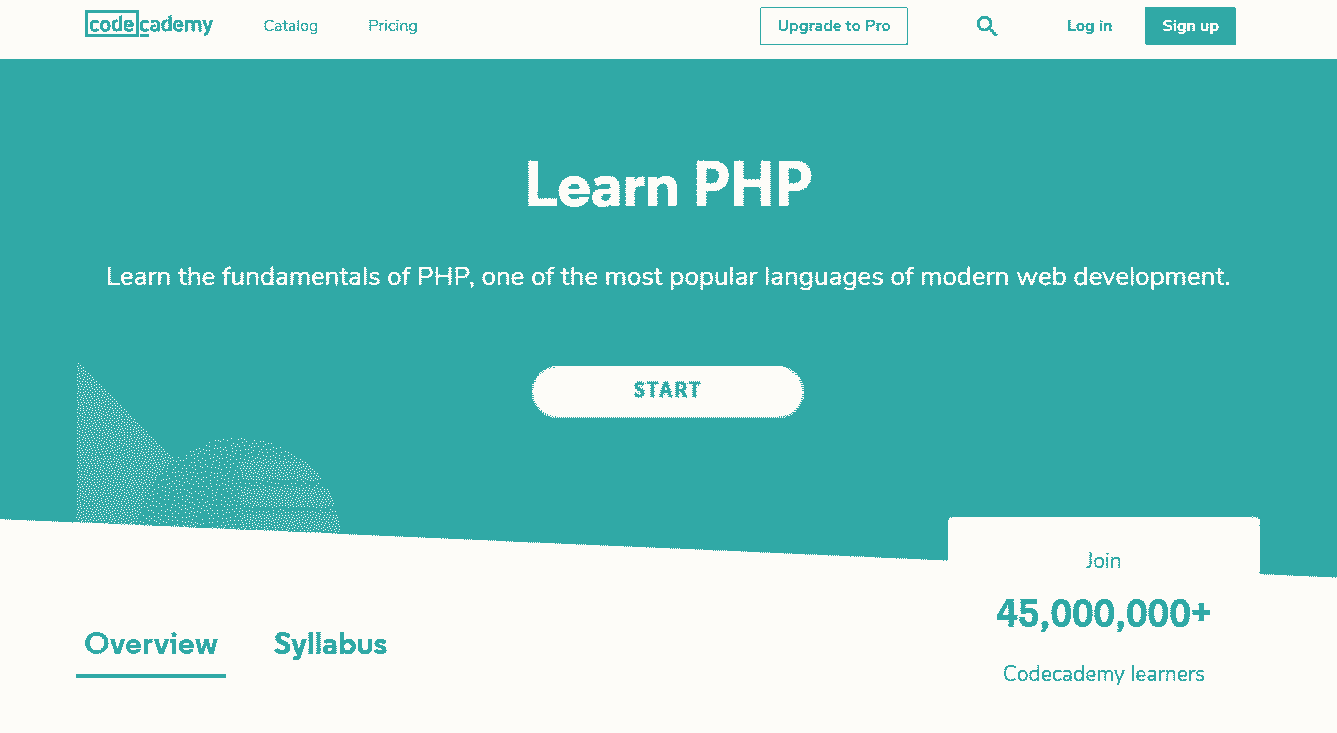 codecademy Catalog Pricing Upgrade to Pro Log in Sign up
Learn PHP
Learn the fundamentals of PHP, one of the most popular languages of modern web development.
START
Join
45,000,000+
Codecademy learners
Overview Syllabus